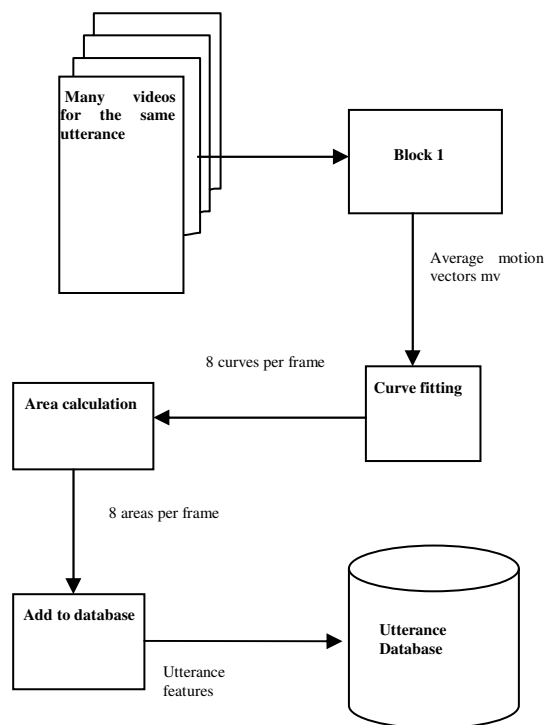 Many videos
for the same
utterance
Block 1
Average motion
vectors mv
8 curves per frame
Curve fitting
Area calculation
8 areas per frame
Add to database
Utterance
Database
Utterance
features